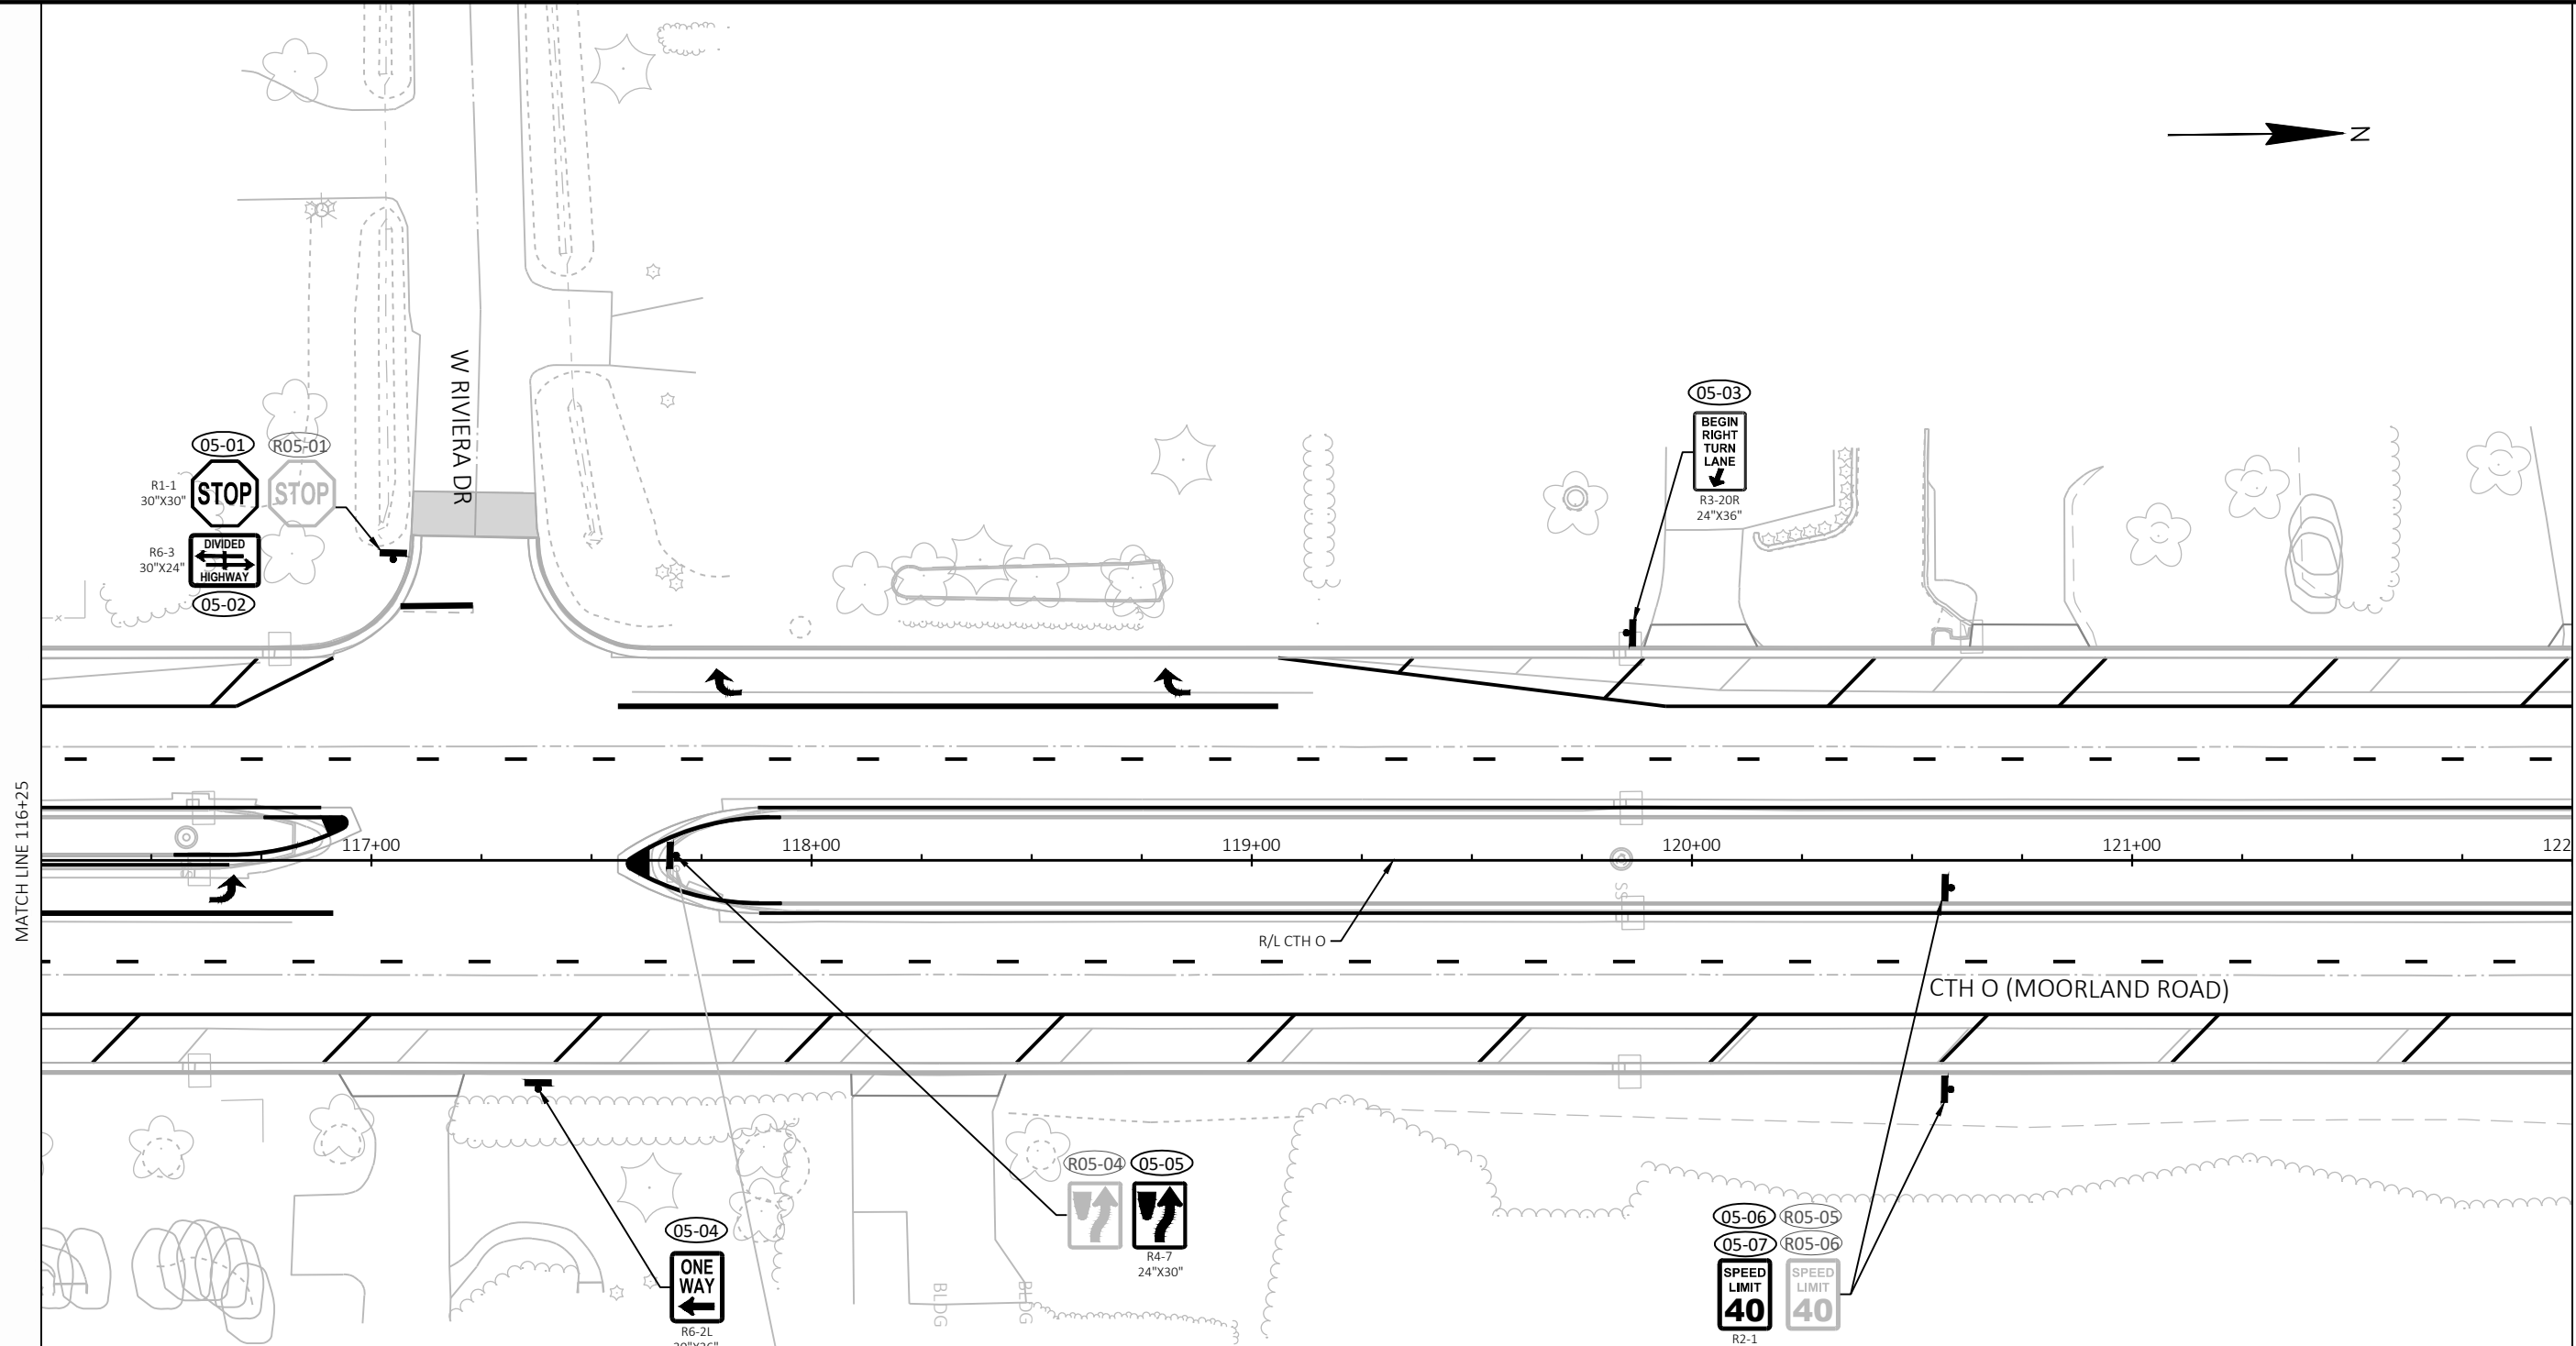 N
W RIVIERA DR
05-01
R05-01
R1-1
30"X30"
STOP
STOP
R6-3
30"X24"
DIVIDED
HIGHWAY
05-02
05-03
BEGIN
RIGHT
TURN
LANE
R3-20R
24"X36"
MATCH LINE 116+25
117+00
118+00
119+00
120+00
121+00
122
R/L CTH O
SS
CTH O (MOORLAND ROAD)
05-04
ONE
WAY
R6-2L
R05-04
05-05
R4-7
24"X30"
BLDG
BLDG
05-06
R05-05
05-07
R05-06
SPEED
LIMIT
40
SPEED
LIMIT
40
R2-1